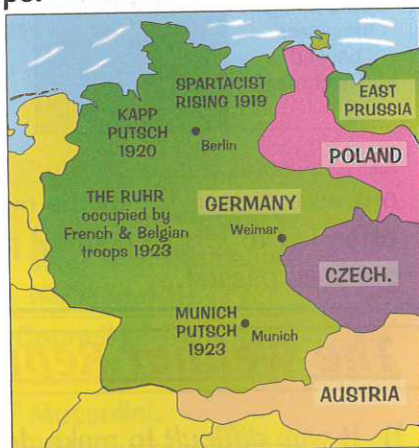 SPARTACIST
RISING 1919
KAPP
PUTSCH
1920
Berlin
EAST
PRUSSIA
POLAND
THE RUHR
occupied by
French & Belgian
troops 1923
GERMANY
Weimar
CZECH.
MUNICH
PUTSCH
1923
Munich
AUSTRIA